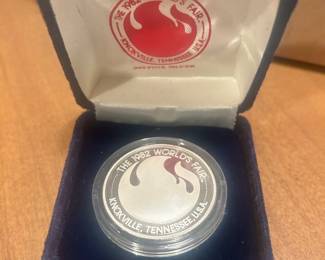 THE 1982 WORLD'S FAIR
KNOXVILLE, TENNESSEE, U.S.A.
THE 1982 WORLD'S FAIR
KNOXVILLE, TENNESSEE, U.S.A.